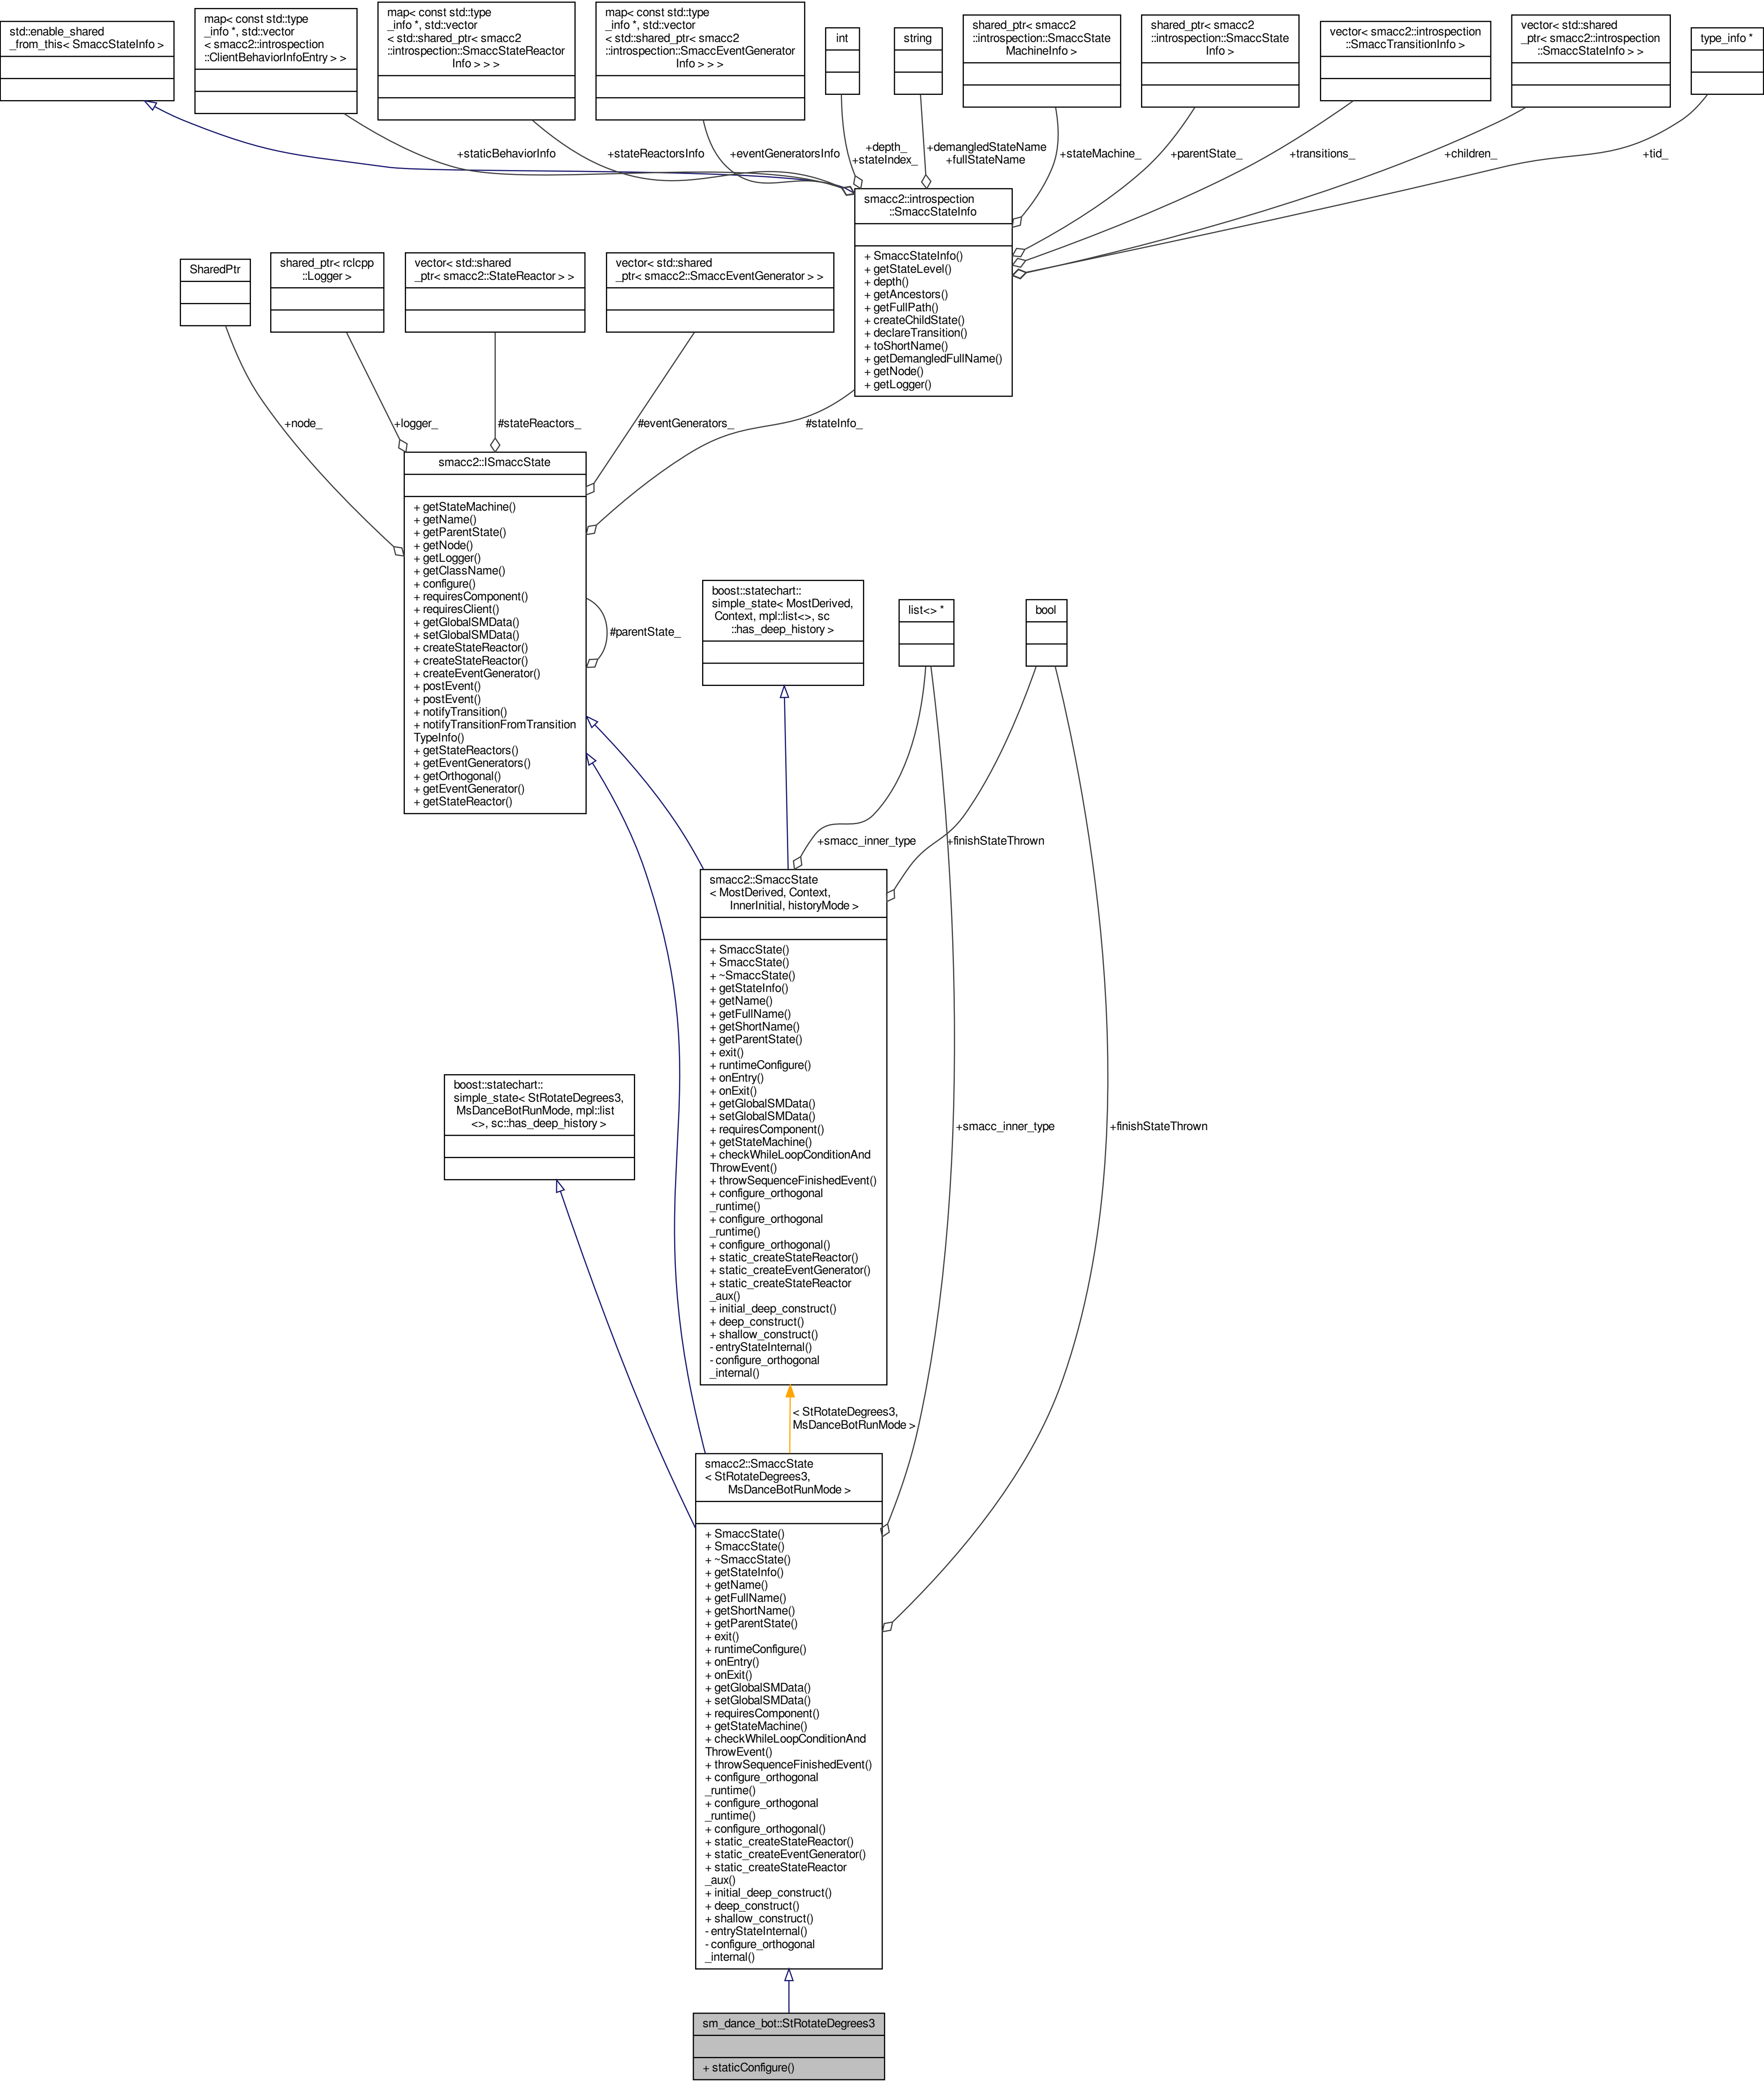 std::enable_shared
_from_this< SmaccStateInfo >
map< const std::type
_info *, std::vector
< smacc2::introspection
::ClientBehaviorInfoEntry > >
map< const std::type
_info *, std::vector
< std::shared_ptr< smacc2
::introspection::SmaccStateReactor
Info > > >
map< const std::type
_info *, std::vector
< std::shared_ptr< smacc2
::introspection::SmaccEventGenerator
Info > > >
int
string
shared_ptr< smacc2
::introspection::SmaccState
MachineInfo >
shared_ptr< smacc2
::introspection::SmaccState
Info >
vector< smacc2::introspection
::SmaccTransitionInfo >
vector< std::shared
_ptr< smacc2::introspection
::SmaccStateInfo > >
type_info *
+staticBehaviorInfo
+stateReactorsInfo
+eventGeneratorsInfo
+depth_
+stateIndex_
+demangledStateName
+fullStateName
+stateMachine_
+parentState_
+transitions_
+children_
+tid_
smacc2::introspection
::SmaccStateInfo
+ SmaccStateInfo()
+ getStateLevel()
+ depth()
+ getAncestors()
+ getFullPath()
+ createChildState()
+ declareTransition()
+ toShortName()
+ getDemangledFullName()
+ getNode()
+ getLogger()
SharedPtr
shared_ptr< rclcpp
::Logger >
vector< std::shared
_ptr< smacc2::StateReactor > >
vector< std::shared
_ptr< smacc2::SmaccEventGenerator > >
+node_
+logger_
#stateReactors_
#eventGenerators_
#stateInfo_
smacc2::ISmaccState
+ getStateMachine()
+ getName()
+ getParentState()
+ getNode()
+ getLogger()
+ getClassName()
+ configure()
+ requiresComponent()
+ requiresClient()
+ getGlobalSMData()
+ setGlobalSMData()
+ createStateReactor()
+ createStateReactor()
+ createEventGenerator()
+ postEvent()
+ postEvent()
+ notifyTransition()
+ notifyTransitionFromTransition
TypeInfo()
+ getStateReactors()
+ getEventGenerators()
+ getOrthogonal()
+ getEventGenerator()
+ getStateReactor()
#parentState_
boost::statechart::
simple_state< MostDerived,
Context, mpl::list<>, sc
::has_deep_history >
list<> *
bool
+smacc_inner_type
+finishStateThrown
smacc2::SmaccState
< MostDerived, Context,
InnerInitial, historyMode >
+ SmaccState()
+ SmaccState()
+ ~SmaccState()
+ getStateInfo()
+ getName()
+ getFullName()
+ getShortName()
+ getParentState()
+ exit()
+ runtimeConfigure()
+ onEntry()
+ onExit()
+ getGlobalSMData()
+ setGlobalSMData()
+ requiresComponent()
+ getStateMachine()
+ checkWhileLoopConditionAnd
ThrowEvent()
+ throwSequenceFinishedEvent()
+ configure_orthogonal
_runtime()
+ configure_orthogonal
_runtime()
+ configure_orthogonal()
+ static_createStateReactor()
+ static_createEventGenerator()
+ static_createStateReactor
_aux()
+ initial_deep_construct()
+ deep_construct()
+ shallow_construct()
- entryStateInternal()
- configure_orthogonal
_internal()
boost::statechart::
simple_state< StRotateDegrees3,
MsDanceBotRunMode, mpl::list
<>, sc::has_deep_history >
+smacc_inner_type
+finishStateThrown
< StRotateDegrees3,
MsDanceBotRunMode >
smacc2::SmaccState
< StRotateDegrees3,
MsDanceBotRunMode >
+ SmaccState()
+ SmaccState()
+ ~SmaccState()
+ getStateInfo()
+ getName()
+ getFullName()
+ getShortName()
+ getParentState()
+ exit()
+ runtimeConfigure()
+ onEntry()
+ onExit()
+ getGlobalSMData()
+ setGlobalSMData()
+ requiresComponent()
+ getStateMachine()
+ checkWhileLoopConditionAnd
ThrowEvent()
+ throwSequenceFinishedEvent()
+ configure_orthogonal
_runtime()
+ configure_orthogonal
_runtime()
+ configure_orthogonal()
+ static_createStateReactor()
+ static_createEventGenerator()
+ static_createStateReactor
_aux()
+ initial_deep_construct()
+ deep_construct()
+ shallow_construct()
- entryStateInternal()
- configure_orthogonal
_internal()
sm_dance_bot::StRotateDegrees3
+ staticConfigure()